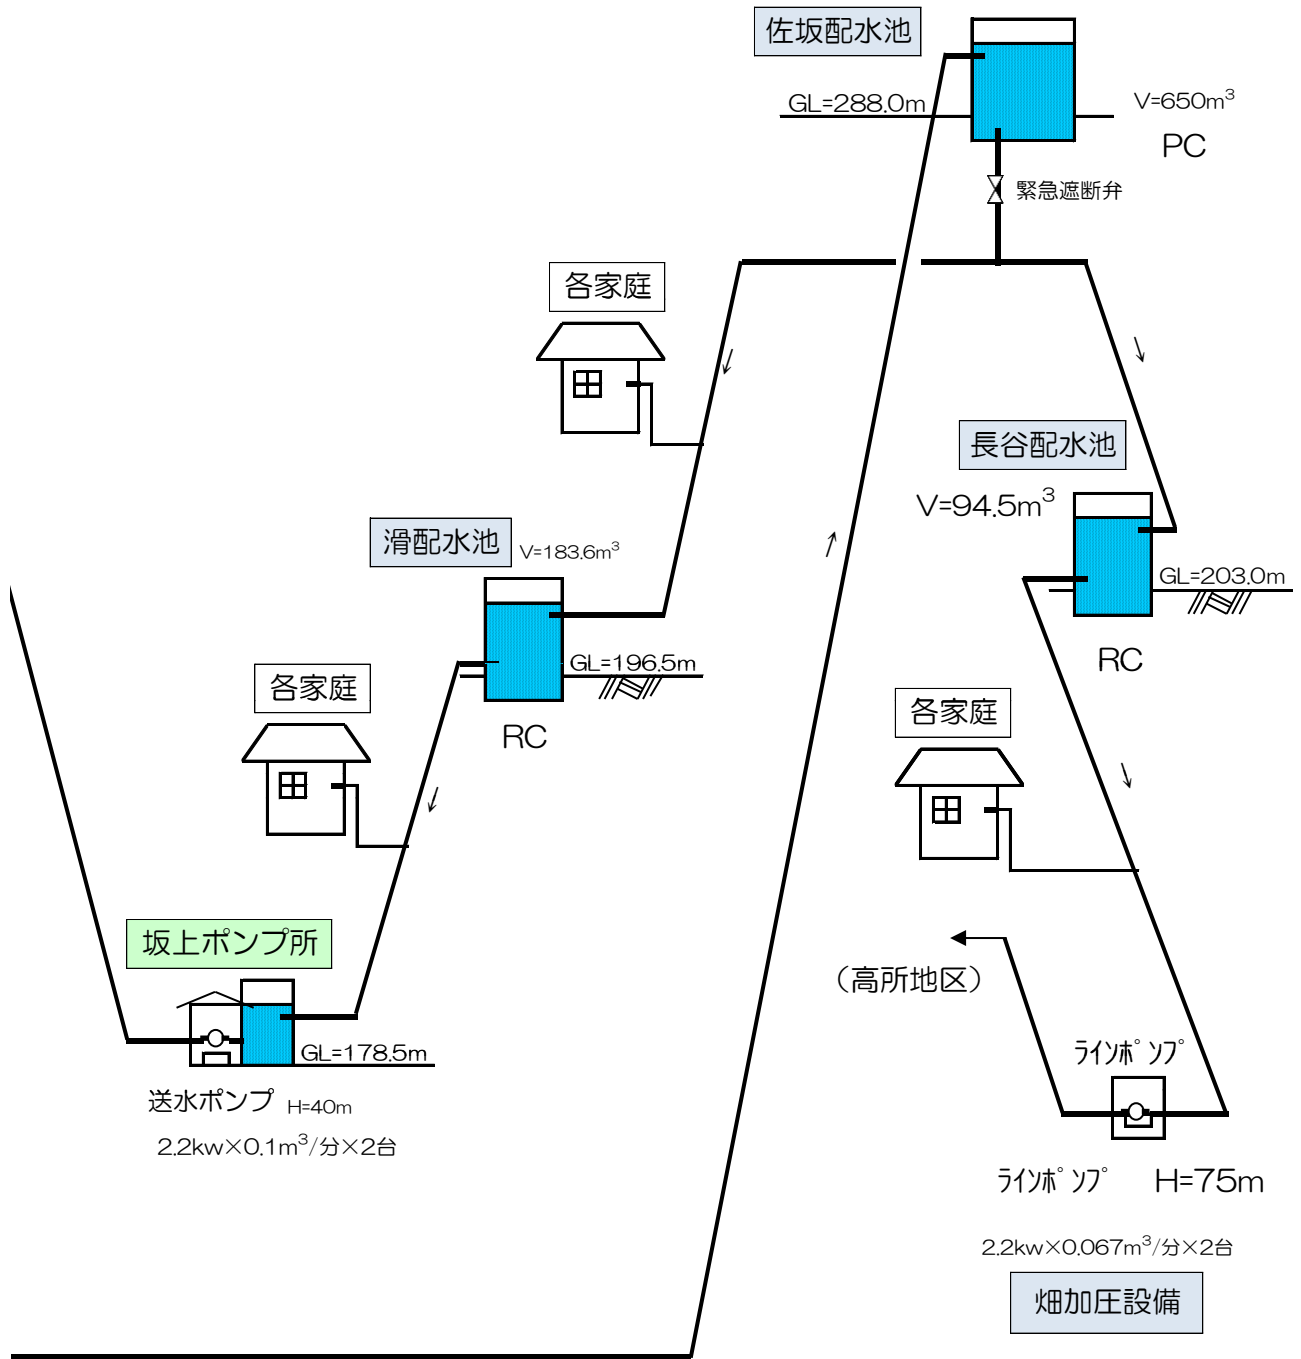 佐坂配水池
GL=288.0m
V=650m³
PC
緊急遮断弁
各家庭
長谷配水池
V=94.5m³
滑配水池
V=183.6m³
GL=203.0m
RC
GL=196.5m
RC
各家庭
各家庭
坂上ポンプ所
GL=178.5m
送水ポンプ H=40m
2.2kw×0.1m³/分×2台
(高所地区)
ﾗｲﾝﾎﾟﾝﾌﾟ
ﾗｲﾝﾎﾟﾝﾌﾟ H=75m
2.2kw×0.067m³/分×2台
畑加圧設備